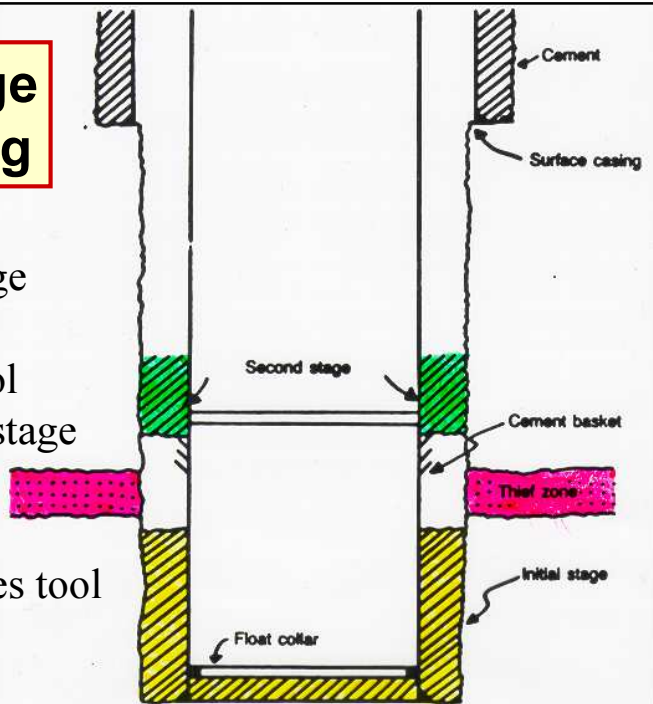 ge
g
ge
ol
stage
es tool
Cement
Surface casing
Second stage
Cement basket
Thief zone
Initial stage
Float collar